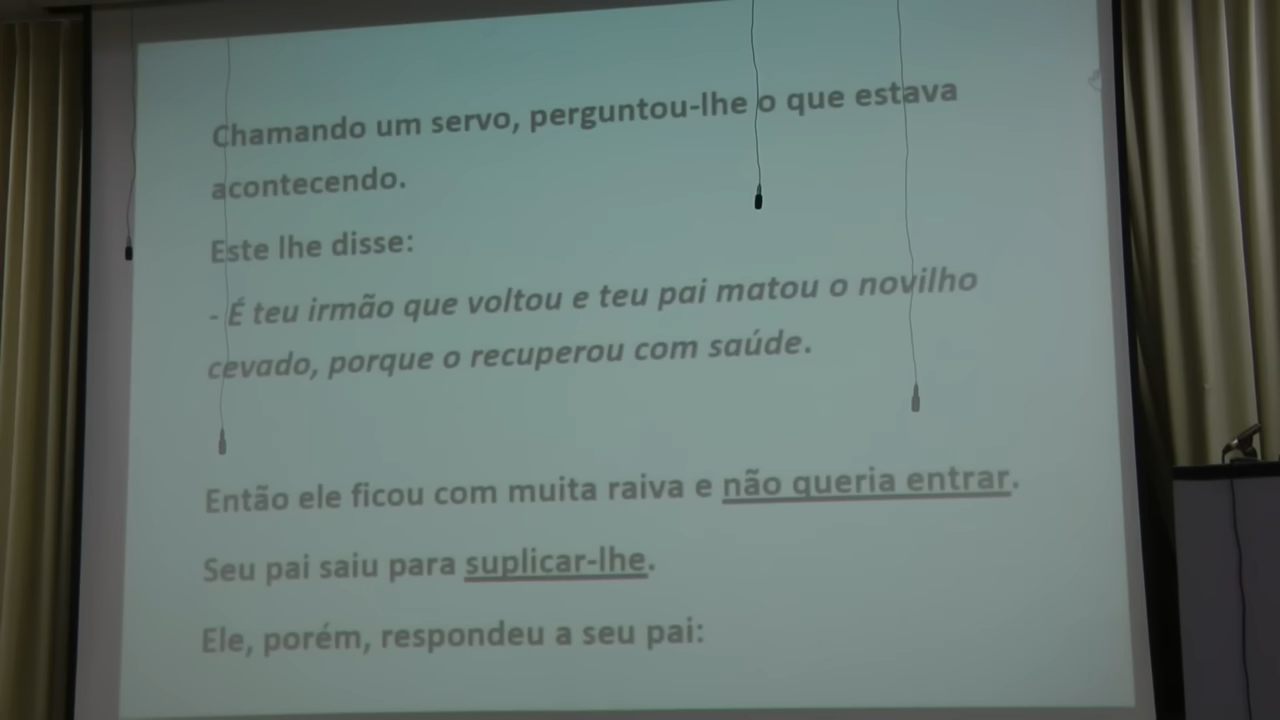 Chamando um servo, perguntou-lhe o que estava
acontecendo.
Este lhe disse:
- É teu irmão que voltou e teu pai matou o novilho
cevado, porque o recuperou com saúde.
Então ele ficou com muita raiva e não queria entrar.
Seu pai saiu para suplicar-lhe.
Ele, porém, respondeu a seu pai: